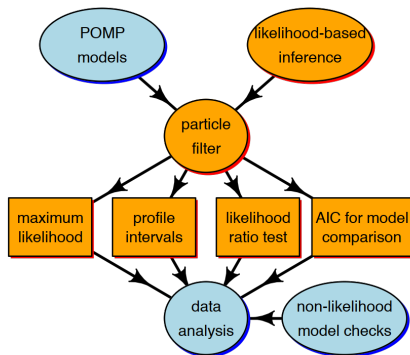 POMP
models
likelihood-based
inference
particle
filter
maximum
likelihood
profile
intervals
likelihood
ratio test
AIC for model
comparison
data
analysis
non-likelihood
model checks